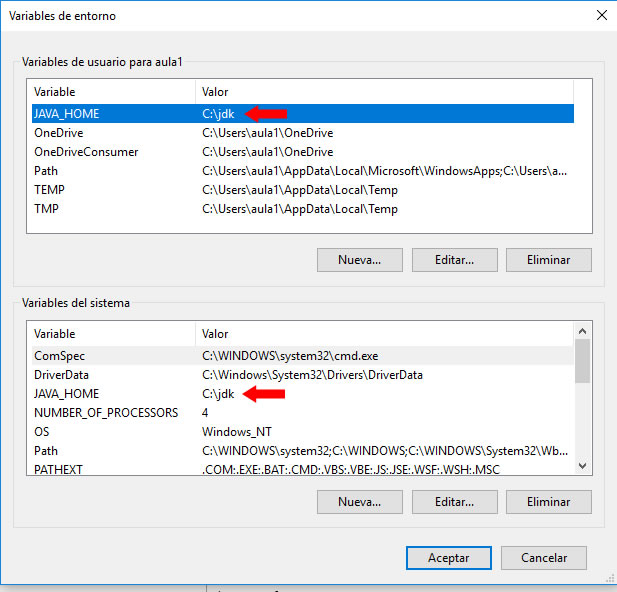 Variables de entorno
Variables de usuario para aula1
Variable Valor
JAVA_HOME C:\jdk
OneDrive C:\Users\aula1\OneDrive
OneDriveConsumer C:\Users\aula1\OneDrive
Path C:\Users\aula1\AppData\Local\Microsoft\WindowsApps;C:\Users\a...
TEMP C:\Users\aula1\AppData\Local\Temp
TMP C:\Users\aula1\AppData\Local\Temp
Nueva... Editar... Eliminar
Variables del sistema
Variable Valor
ComSpec C:\WINDOWS\system32\cmd.exe
DriverData C:\Windows\System32\Drivers\DriverData
JAVA_HOME C:\jdk
NUMBER_OF_PROCESSORS 4
OS Windows_NT
Path C:\WINDOWS\system32;C:\WINDOWS;C:\WINDOWS\System32\Wb...
PATHEXT .COM;.EXE;.BAT;.CMD;.VBS;.VBE;.JS;.JSE;.WSF;.WSH;.MSC
Nueva... Editar... Eliminar
Aceptar Cancelar